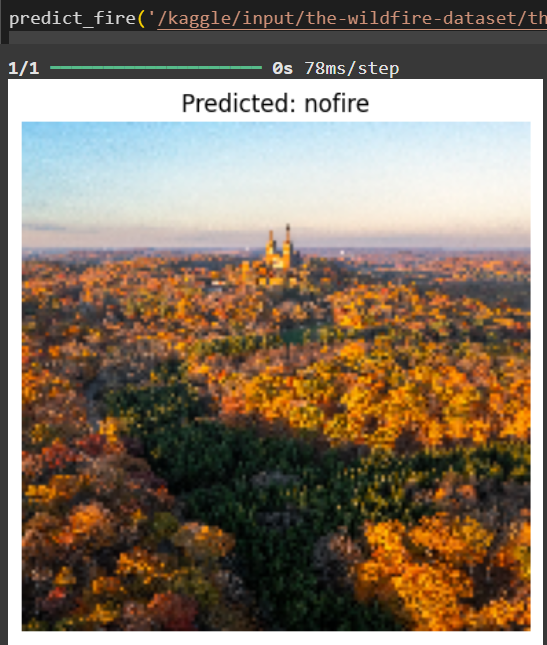 predict_fire('/kaggle/input/the-wildfire-dataset/th
1/1 ━━━━━━━━━━━━━━━━━━━━ 0s 78ms/step
Predicted: nofire